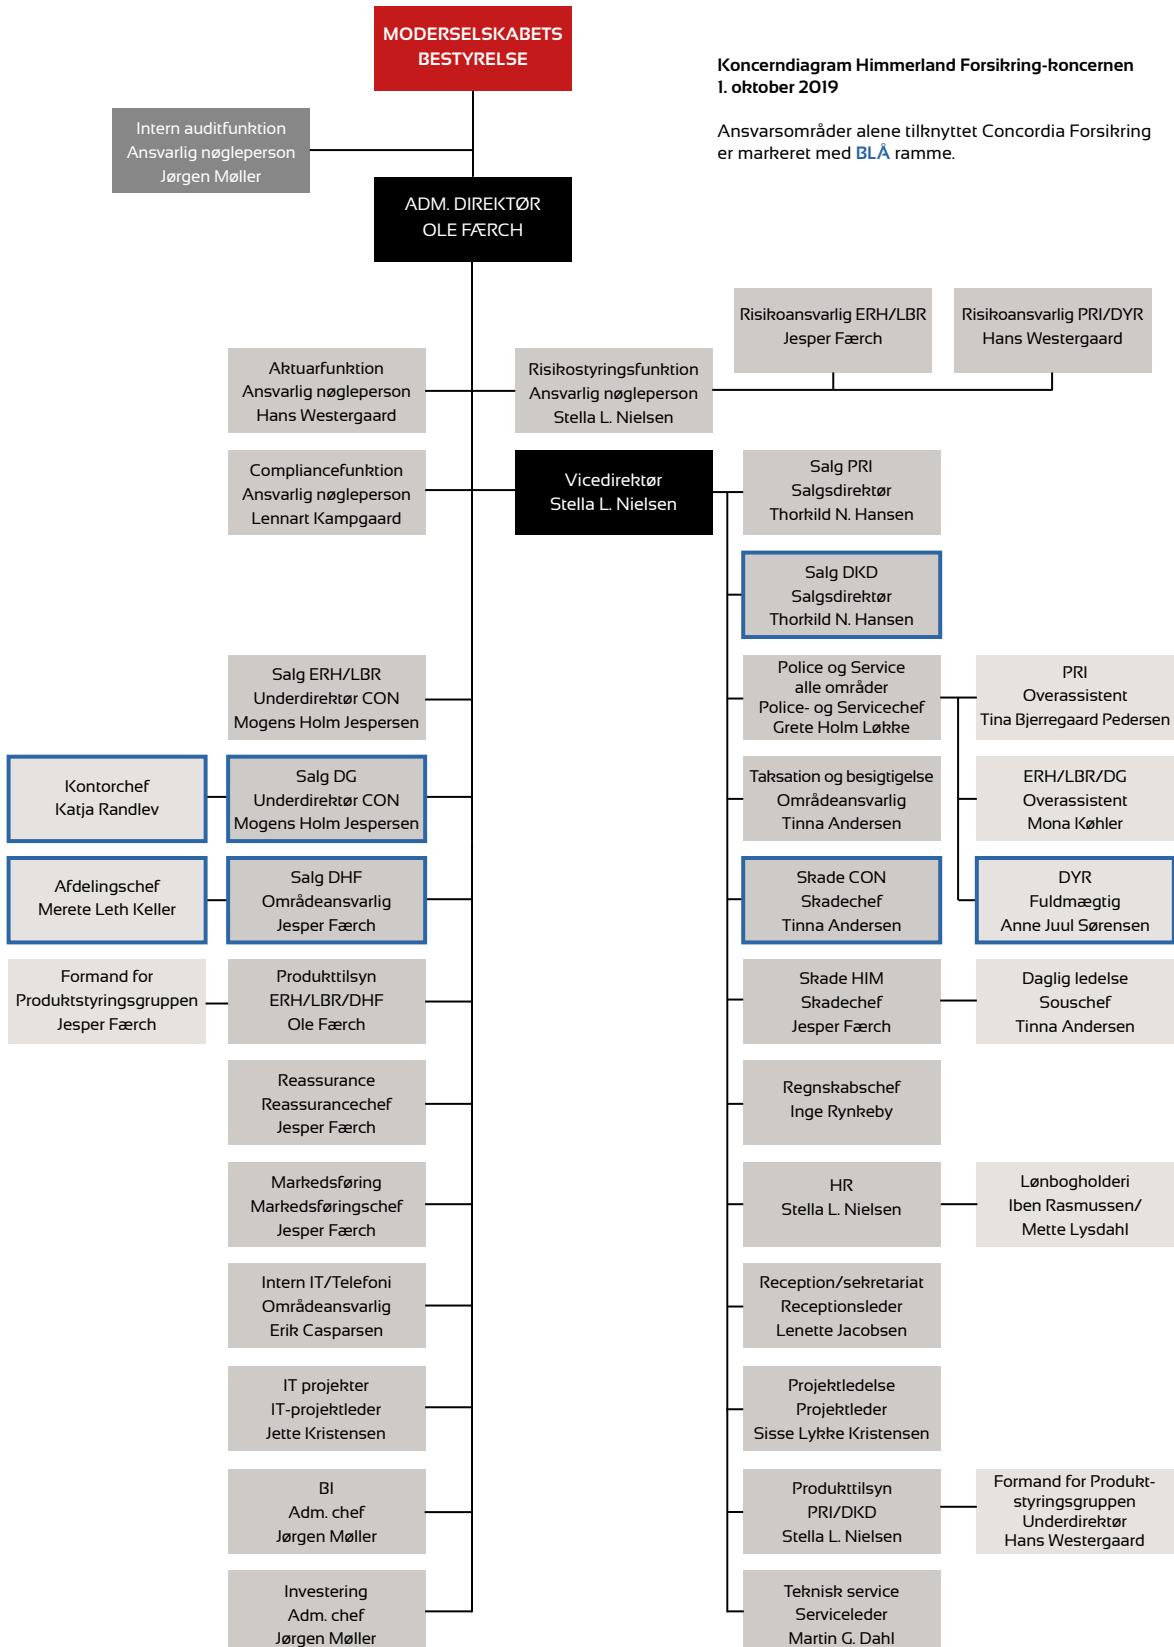 MODERSELSKABETS
BESTYRELSE
Koncerndiagram Himmerland Forsikring-koncernen
1. oktober 2019
Ansvarsområder alene tilknyttet Concordia Forsikring
er markeret med BLÅ ramme.
Intern auditfunktion
Ansvarlig nøgleperson
Jørgen Møller
ADM. DIREKTØR
OLE FÆRCH
Risikoansvarlig ERH/LBR
Jesper Færch
Risikoansvarlig PRI/DYR
Hans Westergaard
Aktuarfunktion
Ansvarlig nøgleperson
Hans Westergaard
Risikostyringsfunktion
Ansvarlig nøgleperson
Stella L. Nielsen
Compliancefunktion
Ansvarlig nøgleperson
Lennart Kampgaard
Vicedirektør
Stella L. Nielsen
Salg PRI
Salgsdirektør
Thorkild N. Hansen
Salg DKD
Salgsdirektør
Thorkild N. Hansen
Salg ERH/LBR
Underdirektør CON
Mogens Holm Jespersen
Police og Service
alle områder
Police- og Servicechef
Grete Holm Løkke
PRI
Overassistent
Tina Bjerregaard Pedersen
Kontorchef
Katja Randlev
Salg DG
Underdirektør CON
Mogens Holm Jespersen
Taksation og besigtigelse
Områdeansvarlig
Tinna Andersen
ERH/LBR/DG
Overassistent
Mona Køhler
Afdelingschef
Merete Leth Keller
Salg DHF
Områdeansvarlig
Jesper Færch
Skade CON
Skadechef
Tinna Andersen
DYR
Fuldmægtig
Anne Juul Sørensen
Formand for
Produktstyringsgruppen
Jesper Færch
Produkttilsyn
ERH/LBR/DHF
Ole Færch
Skade HIM
Skadechef
Jesper Færch
Daglig ledelse
Souschef
Tinna Andersen
Reassurance
Reassurancechef
Jesper Færch
Regnskabschef
Inge Rynkeby
Markedsføring
Markedsføringschef
Jesper Færch
HR
Stella L. Nielsen
Lønbogholderi
Iben Rasmussen/
Mette Lysdahl
Intern IT/Telefoni
Områdeansvarlig
Erik Casparsen
Reception/sekretariat
Receptionsleder
Lenette Jacobsen
IT projekter
IT-projektleder
Jette Kristensen
Projektledelse
Projektleder
Sisse Lykke Kristensen
BI
Adm. chef
Jørgen Møller
Produkttilsyn
PRI/DKD
Stella L. Nielsen
Formand for Produkt-
styringsgruppen
Underdirektør
Hans Westergaard
Investering
Adm. chef
Jørgen Møller
Teknisk service
Serviceleder
Martin G. Dahl